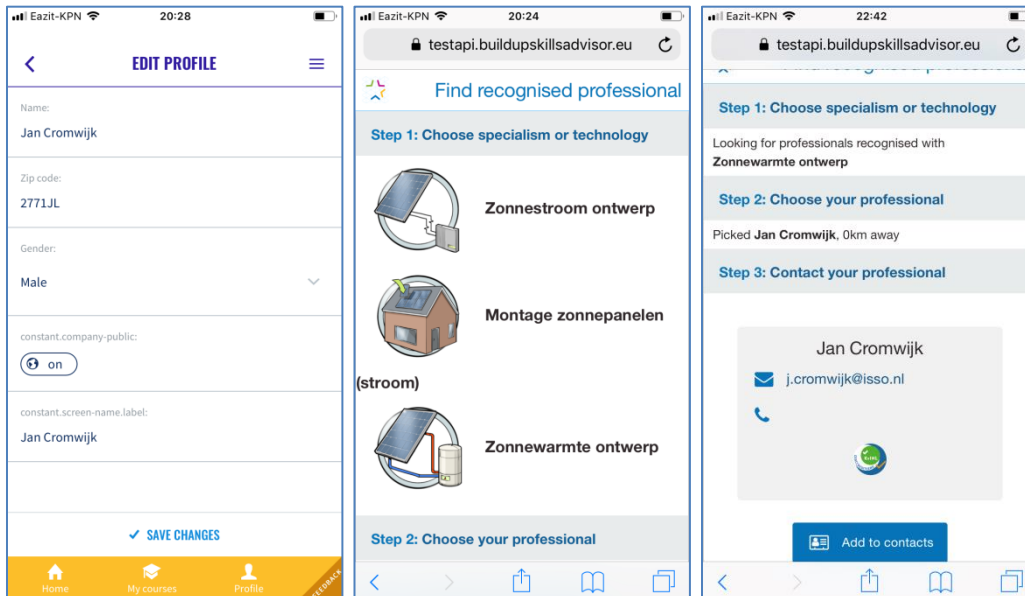 Eazit-KPN 20:28
EDIT PROFILE
Name:
Jan Cromwijk
Zip code:
2771JL
Gender:
Male
constant.company-public:
on
constant.screen-name.label:
Jan Cromwijk
SAVE CHANGES
Home My courses Profile
FEEDBACK
Eazit-KPN 20:24
testapi.buildupskillsadvisor.eu
Find recognised professional
Step 1: Choose specialism or technology
Zonnestroom ontwerp
Montage zonnepanelen
(stroom)
Zonnewarmte ontwerp
Step 2: Choose your professional
Eazit-KPN 22:42
testapi.buildupskillsadvisor.eu
Step 1: Choose specialism or technology
Looking for professionals recognised with
Zonnewarmte ontwerp
Step 2: Choose your professional
Picked Jan Cromwijk, 0km away
Step 3: Contact your professional
Jan Cromwijk
j.cromwijk@isso.nl
Add to contacts